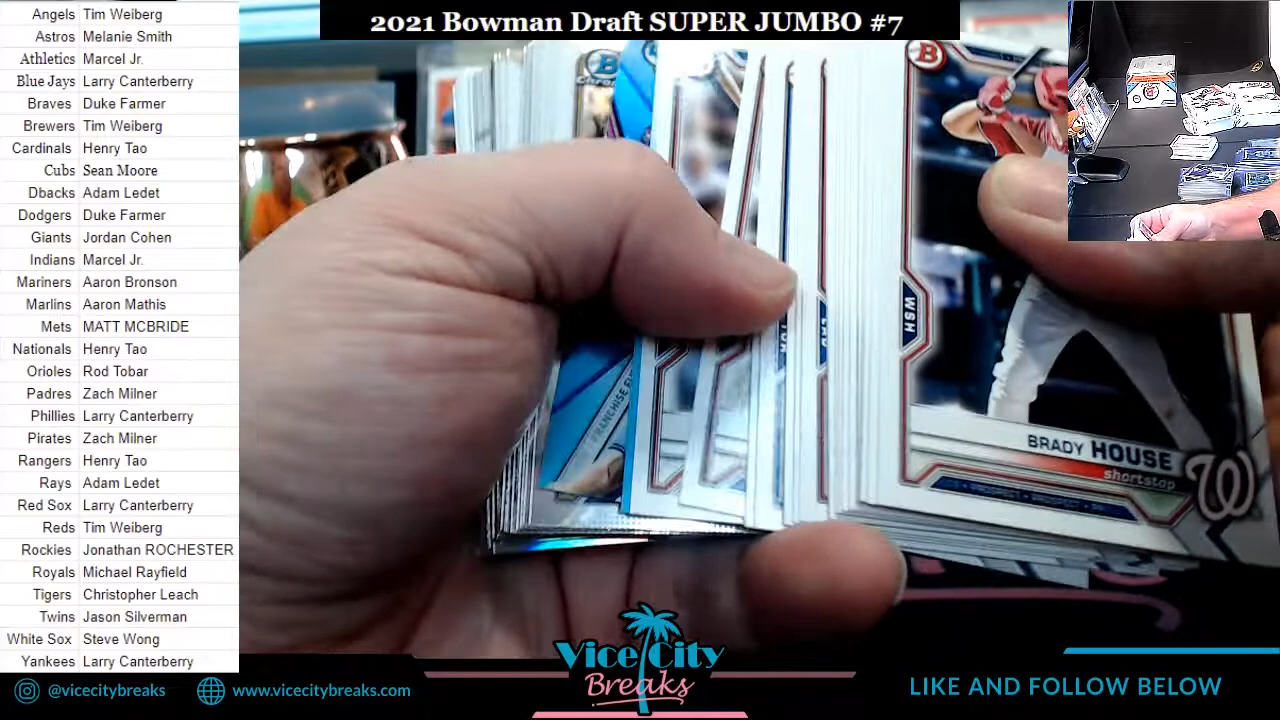 2021 Bowman Draft SUPER JUMBO #7
Angels Tim Weiberg
Astros Melanie Smith
Athletics Marcel Jr.
Blue Jays Larry Canterberry
Braves Duke Farmer
Brewers Tim Weiberg
Cardinals Henry Tao
Cubs Sean Moore
Dbacks Adam Ledet
Dodgers Duke Farmer
Giants Jordan Cohen
Indians Marcel Jr.
Mariners Aaron Bronson
Marlins Aaron Mathis
Mets MATT MCBRIDE
Nationals Henry Tao
Orioles Rod Tobar
Padres Zach Milner
Phillies Larry Canterberry
Pirates Zach Milner
Rangers Henry Tao
Rays Adam Ledet
Red Sox Larry Canterberry
Reds Tim Weiberg
Rockies Jonathan ROCHESTER
Royals Michael Rayfield
Tigers Christopher Leach
Twins Jason Silverman
White Sox Steve Wong
Yankees Larry Canterberry
B
B
WSH
FRANCHISE
BRADY HOUSE
shortstop
PROSPECT • PROSPECT
W
@vicecitybreaks
www.vicecitybreaks.com
Vice City
Breaks
LIKE AND FOLLOW BELOW